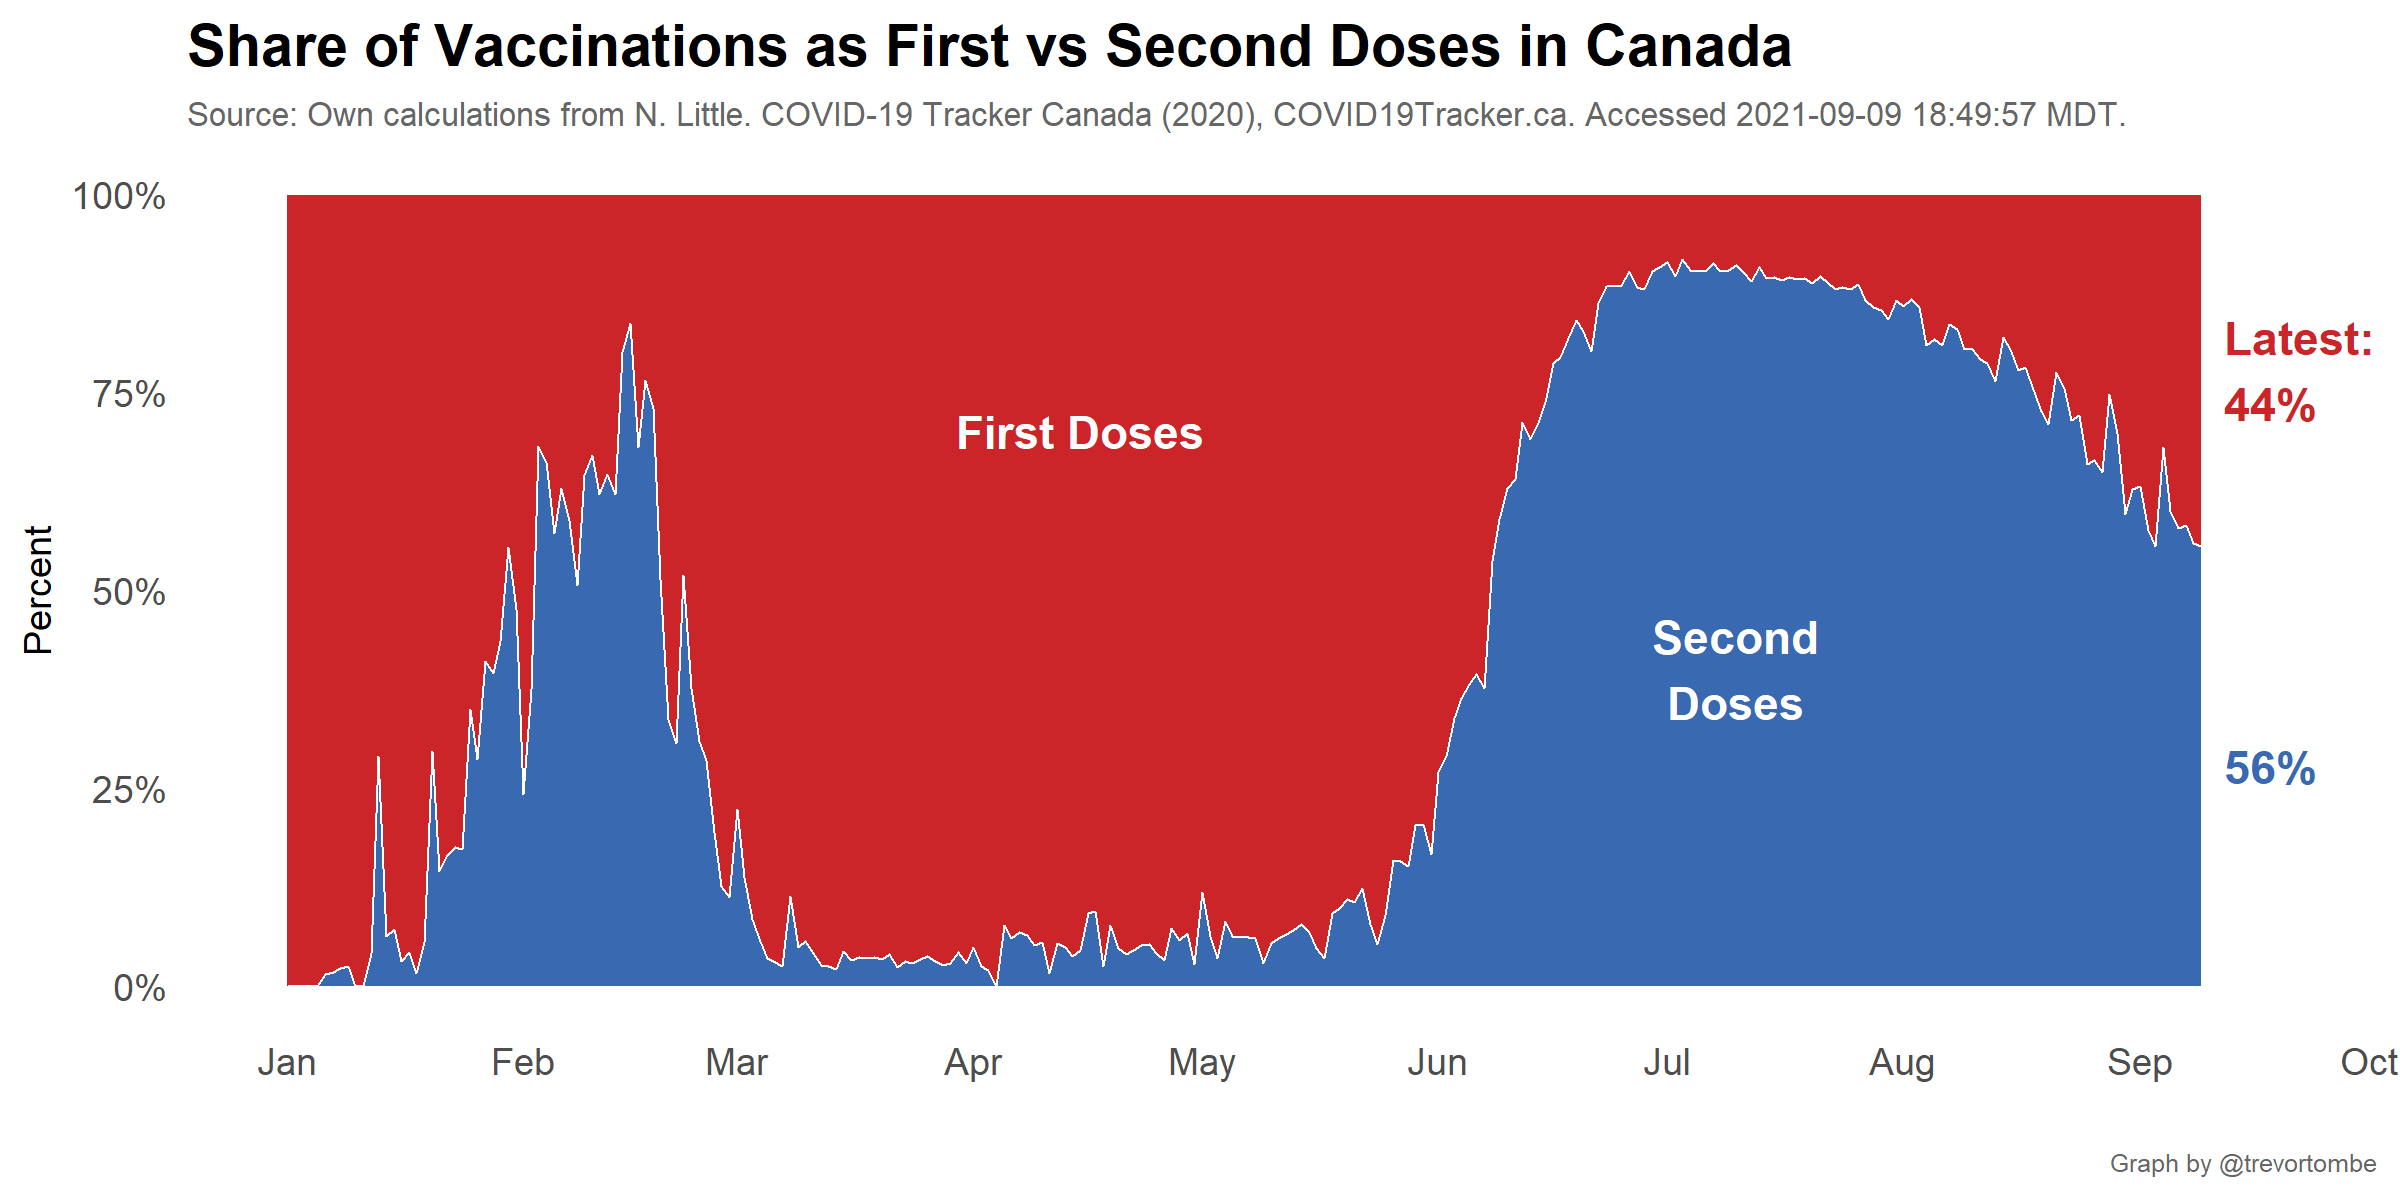 Share of Vaccinations as First vs Second Doses in Canada
Source: Own calculations from N. Little. COVID-19 Tracker Canada (2020), COVID19Tracker.ca. Accessed 2021-09-09 18:49:57 MDT.
100%
75%
50%
25%
0%
Percent
First Doses
Second
Doses
Latest:
44%
56%
Jan
Feb
Mar
Apr
May
Jun
Jul
Aug
Sep
Oct
Graph by @trevortombe